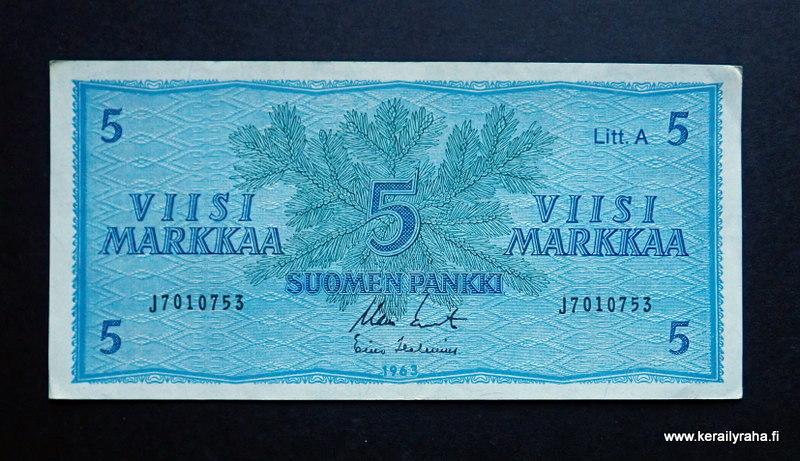 5 Litt. A 5
VIISI MARKKAA
5
VIISI MARKKAA
SUOMEN PANKKI
J7010753 J7010753
5 5
1963
www.kerailyraha.fi